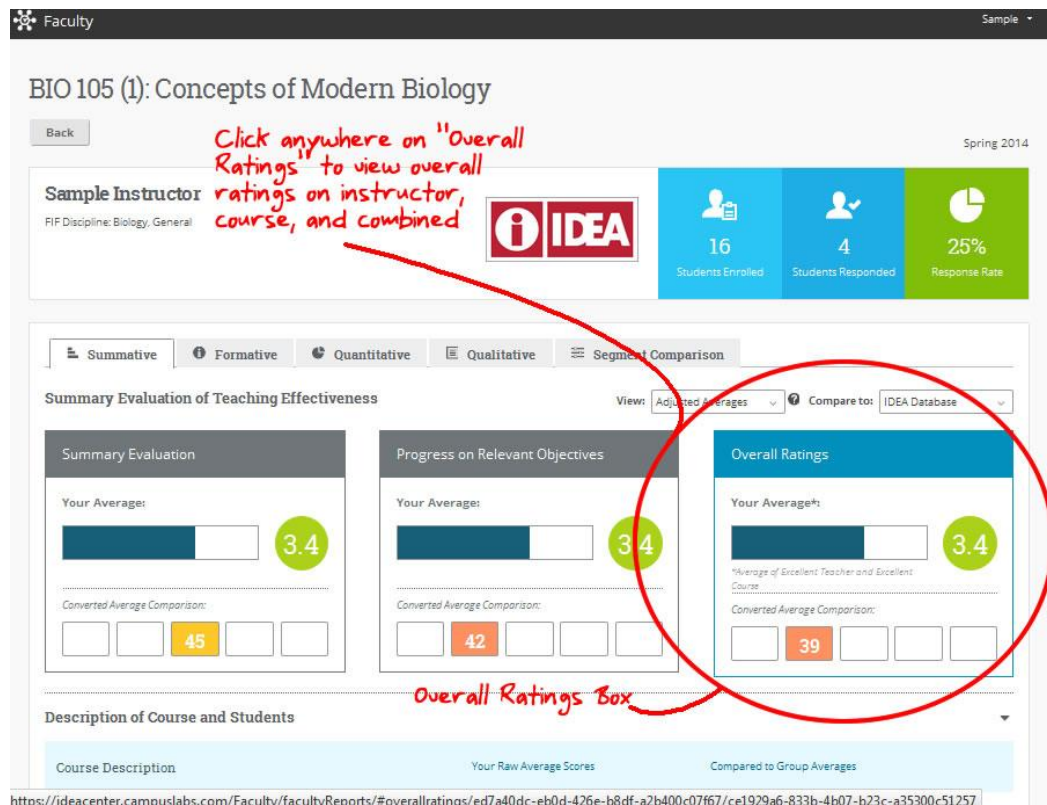 Faculty
Sample
BIO 105 (1): Concepts of Modern Biology
Back
Click anywhere on "Overall
Ratings" to view overall
ratings on instructor,
course, and combined
Spring 2014
Sample Instructor
FIF Discipline: Biology, General
i IDEA
16
Students Enrolled
4
Students Responded
25%
Response Rate
Summative
Formative
Quantitative
Qualitative
Segment Comparison
Summary Evaluation of Teaching Effectiveness
View: Adjusted Averages
Compare to: IDEA Database
Summary Evaluation
Your Average:
3.4
Converted Average Comparison:
45
Progress on Relevant Objectives
Your Average:
3.4
Converted Average Comparison:
42
Overall Ratings
Your Average*:
3.4
*Average of Excellent Teacher and Excellent
Course
Converted Average Comparison:
39
Overall Ratings Box
Description of Course and Students
Course Description
Your Raw Average Scores
Compared to Group Averages
https://ideacenter.campuslabs.com/Faculty/facultyReports/#overallratings/ed7a40dc-eb0d-426e-b8df-a2b400c07f67/ce1929a6-833b-4b07-b23c-a35300c51257